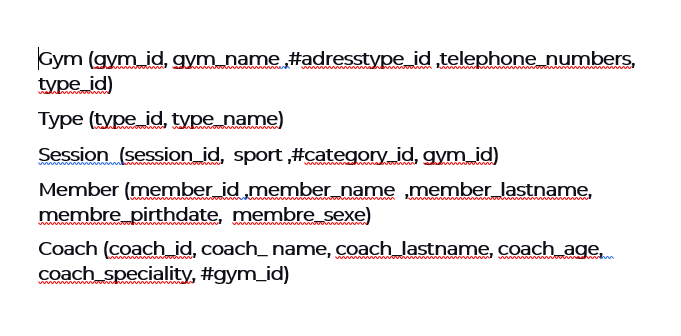 Gym (gym_id, gym_name ,#adresstype_id ,telephone_numbers,
type_id)
Type (type_id, type_name)
Session  (session_id,  sport ,#category_id, gym_id)
Member (member_id ,member_name  ,member_lastname,
membre_pirthdate,  membre_sexe)
Coach (coach_id, coach_ name, coach_lastname, coach_age,
coach_speciality, #gym_id)